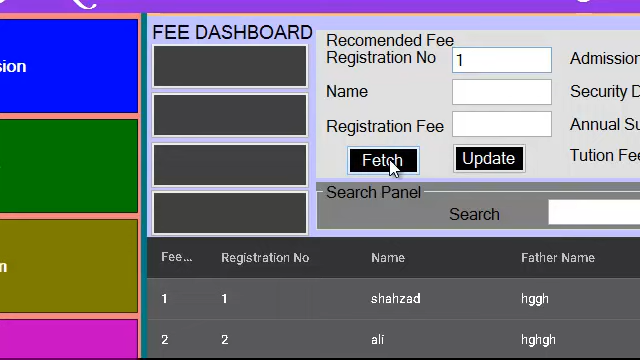 FEE DASHBOARD
Recomended Fee
Registration No 1 Admission
Name Security D
Registration Fee Annual Su
Fetch Update Tution Fee
Search Panel
Search
Fee... Registration No Name Father Name
1 1 shahzad hggh
2 2 ali hghgh